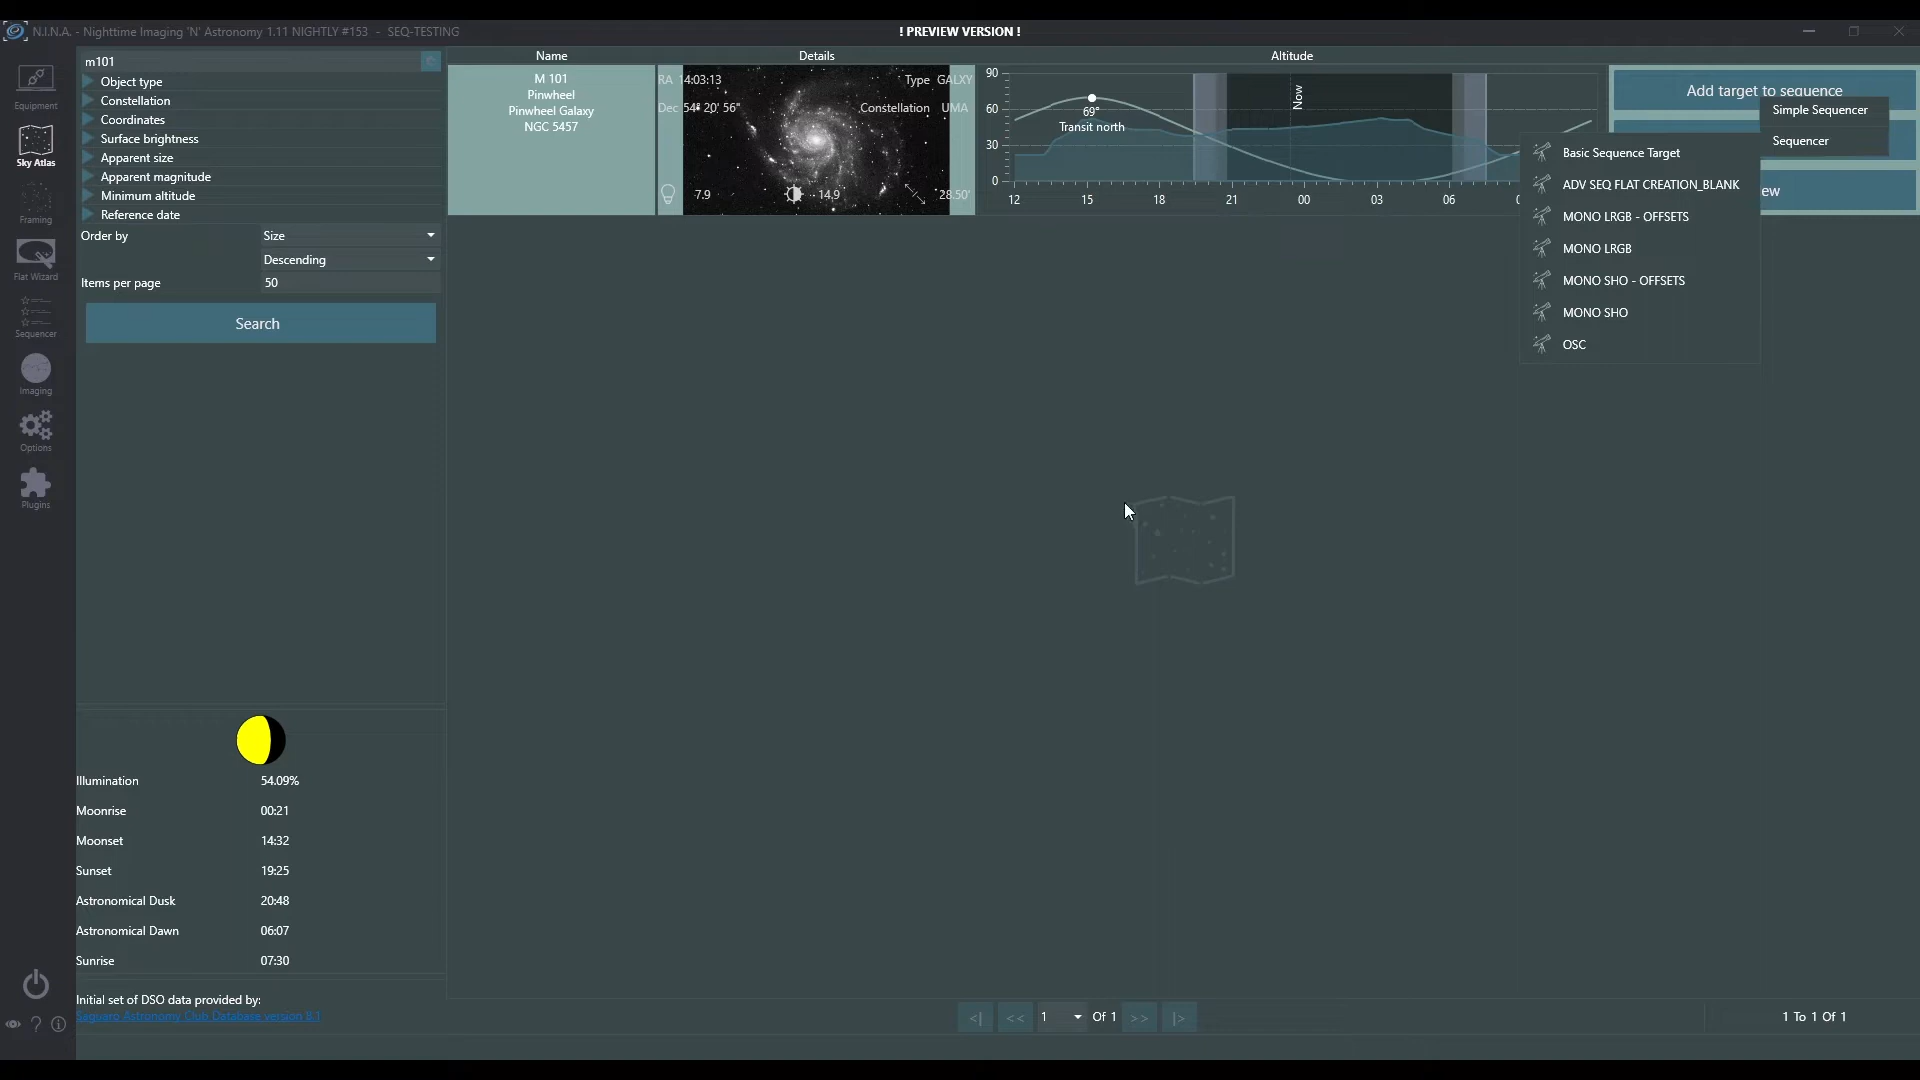 N.I.N.A. - Nighttime Imaging 'N' Astronomy 1.11 NIGHTLY #153 - SEQ-TESTING
! PREVIEW VERSION !
Equipment
Sky Atlas
Framing
Flat Wizard
Sequencer
Imaging
Options
Plugins
m101
Object type
Constellation
Coordinates
Surface brightness
Apparent size
Apparent magnitude
Minimum altitude
Reference date
Order by
Size
Descending
Items per page
50
Search
Illumination 54.09%
Moonrise 00:21
Moonset 14:32
Sunset 19:25
Astronomical Dusk 20:48
Astronomical Dawn 06:07
Sunrise 07:30
Initial set of DSO data provided by:
Saguaro Astronomy Club Database version 8.1
Name
Details
Altitude
M 101
Pinwheel
Pinwheel Galaxy
NGC 5457
RA 14:03:13
Type GALXY
Dec 54° 20' 56"
Constellation UMA
7.9
14.9
28.50'
90
60
30
0
69°
Transit north
Now
12 15 18 21 00 03 06
Add target to sequence
Simple Sequencer
Sequencer
Basic Sequence Target
ADV SEQ FLAT CREATION_BLANK
MONO LRGB - OFFSETS
MONO LRGB
MONO SHO - OFFSETS
MONO SHO
OSC
<| << 1 Of 1 >> |>
1 To 1 Of 1